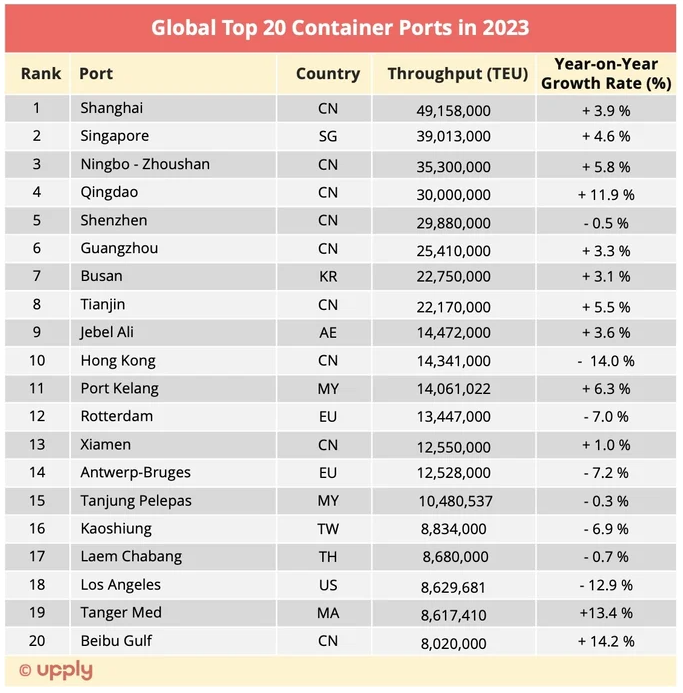 Global Top 20 Container Ports in 2023
Rank Port Country Throughput (TEU) Year-on-Year Growth Rate (%)
1 Shanghai CN 49,158,000 + 3.9 %
2 Singapore SG 39,013,000 + 4.6 %
3 Ningbo - Zhoushan CN 35,300,000 + 5.8 %
4 Qingdao CN 30,000,000 + 11.9 %
5 Shenzhen CN 29,880,000 - 0.5 %
6 Guangzhou CN 25,410,000 + 3.3 %
7 Busan KR 22,750,000 + 3.1 %
8 Tianjin CN 22,170,000 + 5.5 %
9 Jebel Ali AE 14,472,000 + 3.6 %
10 Hong Kong CN 14,341,000 - 14.0 %
11 Port Kelang MY 14,061,022 + 6.3 %
12 Rotterdam EU 13,447,000 - 7.0 %
13 Xiamen CN 12,550,000 + 1.0 %
14 Antwerp-Bruges EU 12,528,000 - 7.2 %
15 Tanjung Pelepas MY 10,480,537 - 0.3 %
16 Kaoshiung TW 8,834,000 - 6.9 %
17 Laem Chabang TH 8,680,000 - 0.7 %
18 Los Angeles US 8,629,681 - 12.9 %
19 Tanger Med MA 8,617,410 +13.4 %
20 Beibu Gulf CN 8,020,000 + 14.2 %
© upply